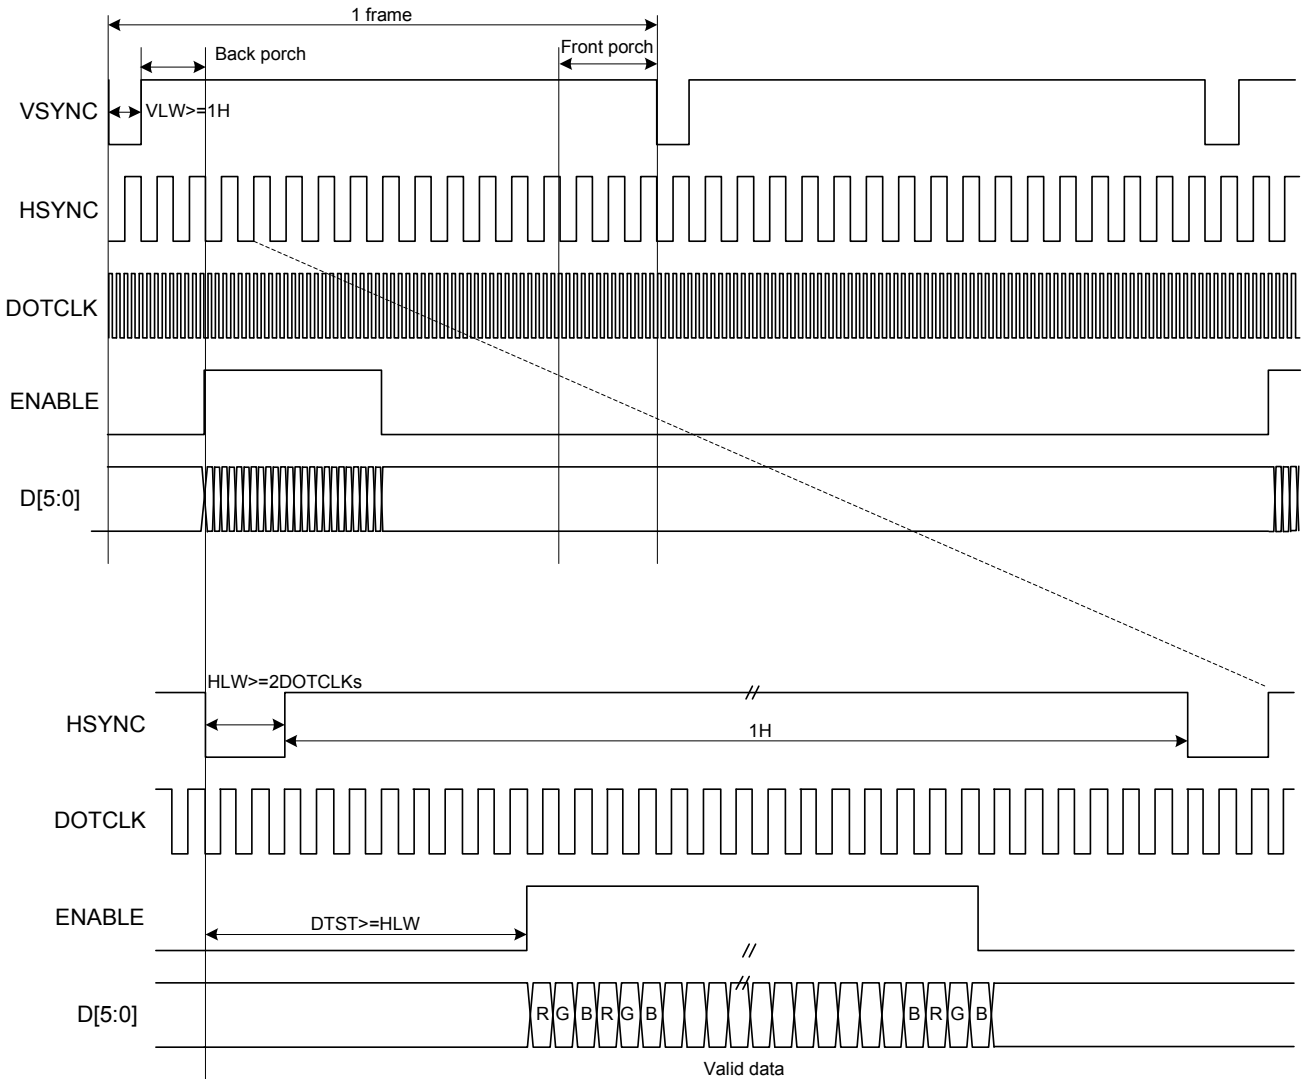 1 frame
Back porch
Front porch
VSYNC
VLW>=1H
HSYNC
DOTCLK
ENABLE
D[5:0]
HLW>=2DOTCLKs
HSYNC
1H
DOTCLK
ENABLE
DTST>=HLW
D[5:0]
R G B R G B B R G B
Valid data